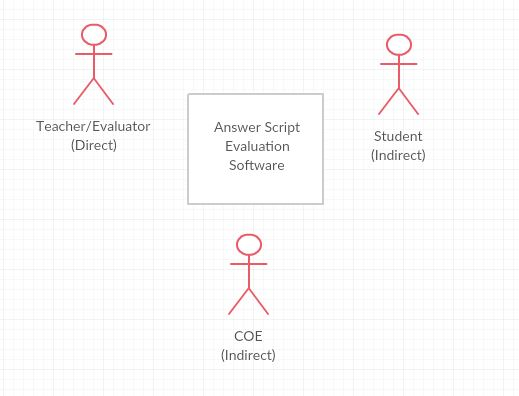 Teacher/Evaluator
(Direct)
Answer Script
Evaluation
Software
Student
(Indirect)
COE
(Indirect)